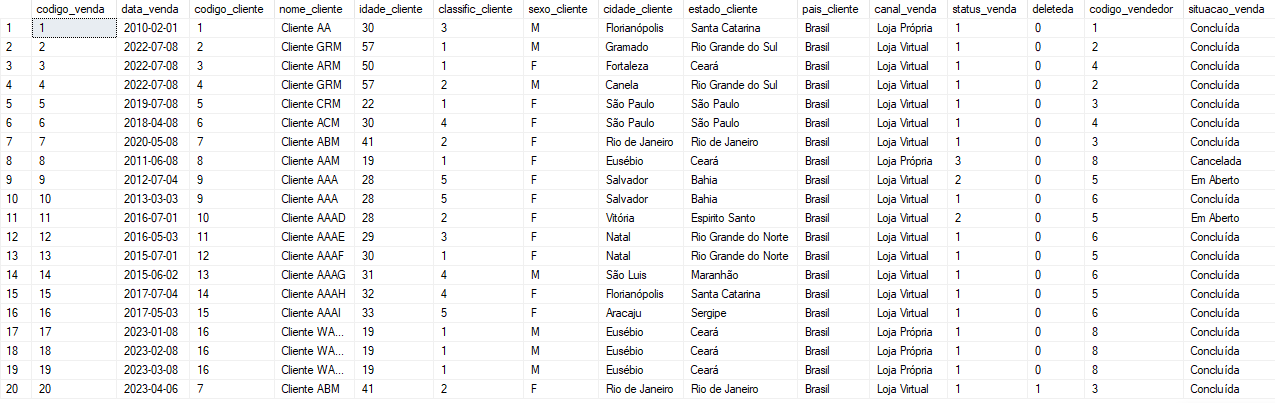 codigo_venda data_venda codigo_cliente nome_cliente idade_cliente classific_cliente sexo_cliente cidade_cliente estado_cliente pais_cliente canal_venda status_venda deleteda codigo_vendedor situacao_venda
1 1 2010-02-01 1 Cliente AA 30 3 M Florianópolis Santa Catarina Brasil Loja Própria 1 0 1 Concluída
2 2 2022-07-08 2 Cliente GRM 57 1 M Gramado Rio Grande do Sul Brasil Loja Virtual 1 0 2 Concluída
3 3 2022-07-08 3 Cliente ARM 50 1 F Fortaleza Ceará Brasil Loja Virtual 1 0 4 Concluída
4 4 2022-07-08 4 Cliente GRM 57 2 M Canela Rio Grande do Sul Brasil Loja Virtual 1 0 2 Concluída
5 5 2019-07-08 5 Cliente CRM 22 1 F São Paulo São Paulo Brasil Loja Virtual 1 0 3 Concluída
6 6 2018-04-08 6 Cliente ACM 30 4 F São Paulo São Paulo Brasil Loja Virtual 1 0 4 Concluída
7 7 2020-05-08 7 Cliente ABM 41 2 F Rio de Janeiro Rio de Janeiro Brasil Loja Virtual 1 0 3 Concluída
8 8 2011-06-08 8 Cliente AAM 19 1 F Eusébio Ceará Brasil Loja Própria 3 0 8 Cancelada
9 9 2012-07-04 9 Cliente AAA 28 5 F Salvador Bahia Brasil Loja Virtual 2 0 5 Em Aberto
10 10 2013-03-03 9 Cliente AAA 28 5 F Salvador Bahia Brasil Loja Virtual 1 0 6 Concluída
11 11 2016-07-01 10 Cliente AAAD 28 2 F Vitória Espirito Santo Brasil Loja Virtual 2 0 5 Em Aberto
12 12 2016-05-03 11 Cliente AAAE 29 3 F Natal Rio Grande do Norte Brasil Loja Virtual 1 0 6 Concluída
13 13 2015-07-01 12 Cliente AAAF 30 1 F Natal Rio Grande do Norte Brasil Loja Virtual 1 0 5 Concluída
14 14 2015-06-02 13 Cliente AAAG 31 4 M São Luis Maranhão Brasil Loja Virtual 1 0 6 Concluída
15 15 2017-07-04 14 Cliente AAAH 32 4 F Florianópolis Santa Catarina Brasil Loja Virtual 1 0 5 Concluída
16 16 2017-05-03 15 Cliente AAAI 33 5 F Aracaju Sergipe Brasil Loja Virtual 1 0 6 Concluída
17 17 2023-01-08 16 Cliente WA... 19 1 M Eusébio Ceará Brasil Loja Própria 1 0 8 Concluída
18 18 2023-02-08 16 Cliente WA... 19 1 M Eusébio Ceará Brasil Loja Própria 1 0 8 Concluída
19 19 2023-03-08 16 Cliente WA... 19 1 M Eusébio Ceará Brasil Loja Própria 1 0 8 Concluída
20 20 2023-04-06 7 Cliente ABM 41 2 F Rio de Janeiro Rio de Janeiro Brasil Loja Virtual 1 1 3 Concluída